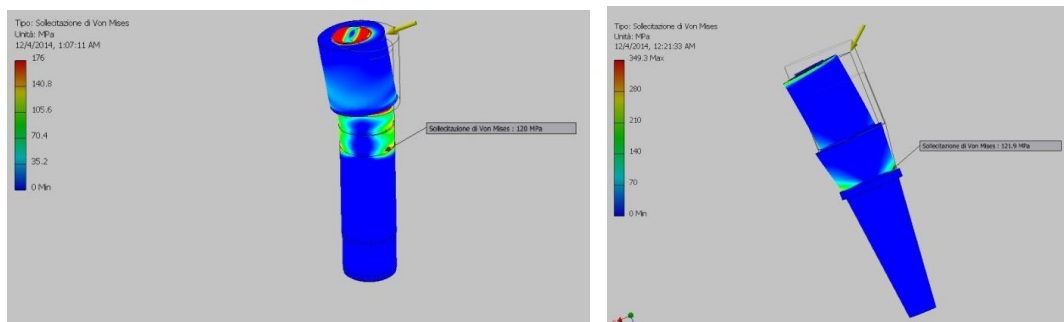 Tipo: Sollecitazione di Von Mises
Unità: MPa
12/4/2014, 1:07:11 AM
176
140.8
105.6
70.4
35.2
0 Min
Sollecitazione di Von Mises : 120 MPa
Tipo: Sollecitazione di Von Mises
Unità: MPa
12/4/2014, 12:21:33 AM
349.3 Max
280
210
140
70
0 Min
Sollecitazione di Von Mises : 121.9 MPa